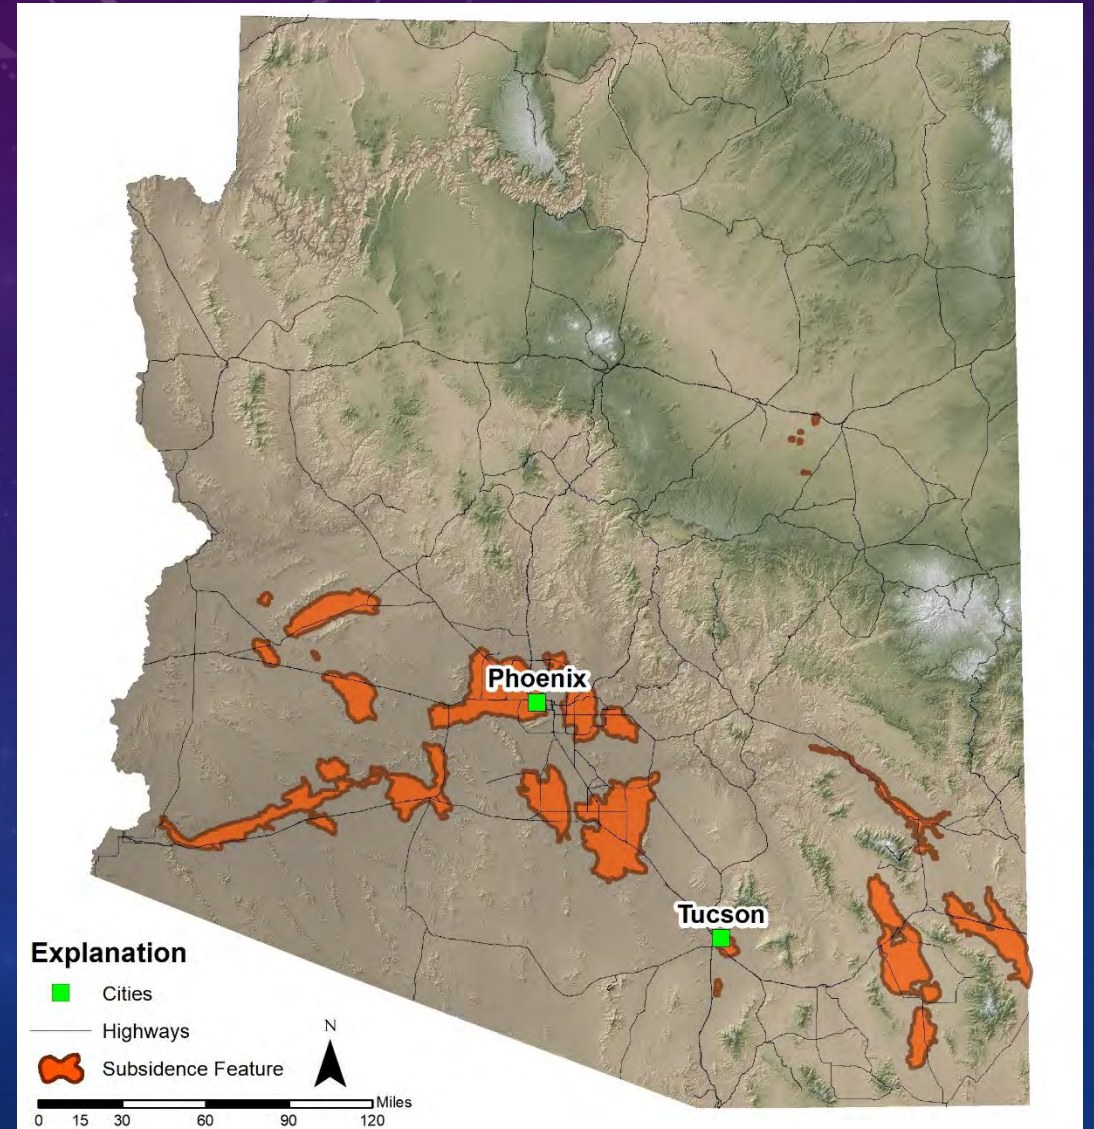 Phoenix
Tucson
Explanation
Cities
Highways
Subsidence Feature
N
Miles
0 15 30 60 90 120